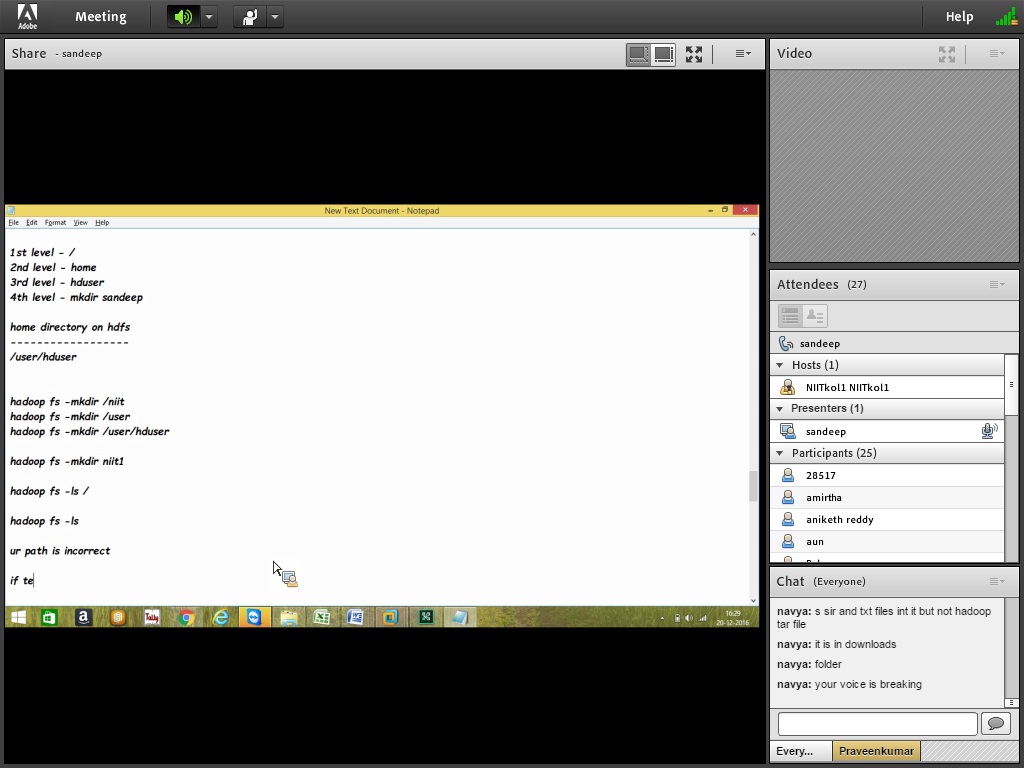 Adobe
Meeting
Help
Share - sandeep
New Text Document - Notepad
File Edit Format View Help
1st level - /
2nd level - home
3rd level - hduser
4th level - mkdir sandeep
home directory on hdfs
------------------
/user/hduser
hadoop fs -mkdir /niit
hadoop fs -mkdir /user
hadoop fs -mkdir /user/hduser
hadoop fs -mkdir niit1
hadoop fs -ls /
hadoop fs -ls
ur path is incorrect
if te
Tally
16:29
20-12-2016
Video
Attendees (27)
sandeep
Hosts (1)
NIITkol1 NIITkol1
Presenters (1)
sandeep
Participants (25)
28517
amirtha
aniketh reddy
aun
Chat (Everyone)
navya: s sir and txt files int it but not hadoop
tar file
navya: it is in downloads
navya: folder
navya: your voice is breaking
Every...
Praveenkumar